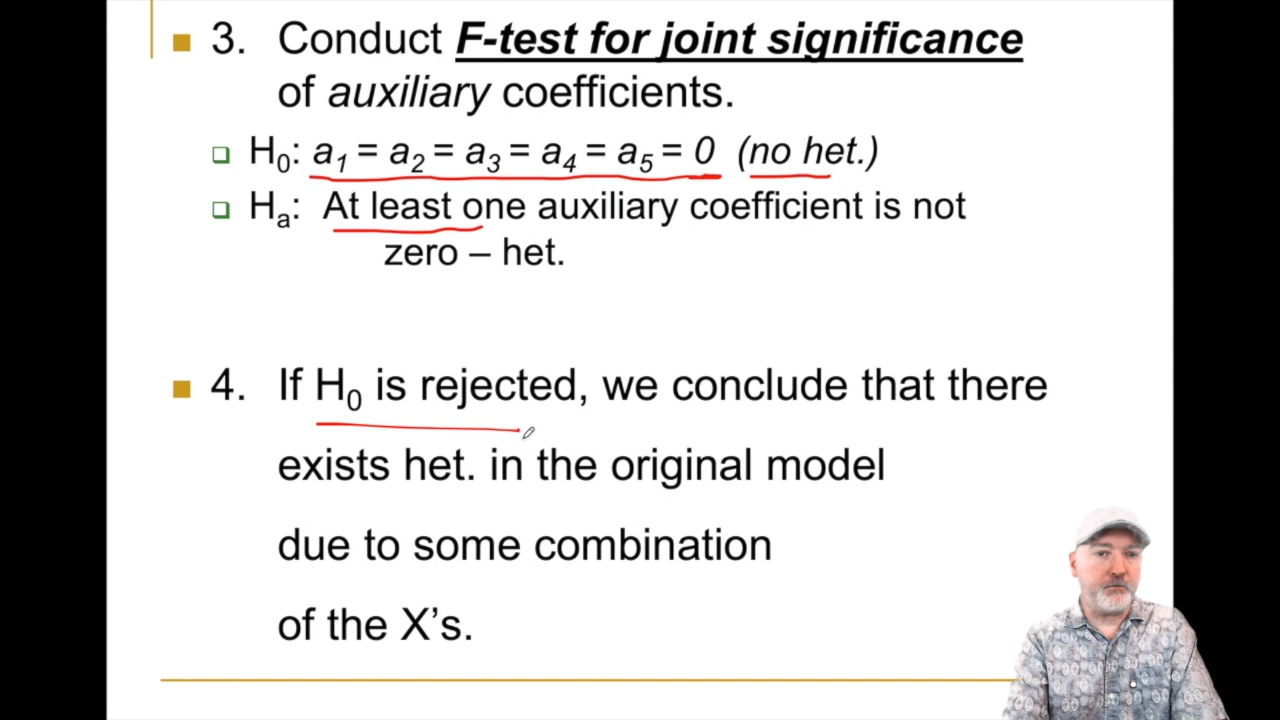 3. Conduct F-test for joint significance
of auxiliary coefficients.
H₀: a₁ = a₂ = a₃ = a₄ = a₅ = 0 (no het.)
Hₐ: At least one auxiliary coefficient is not
zero – het.
4. If H₀ is rejected, we conclude that there
exists het. in the original model
due to some combination
of the X’s.